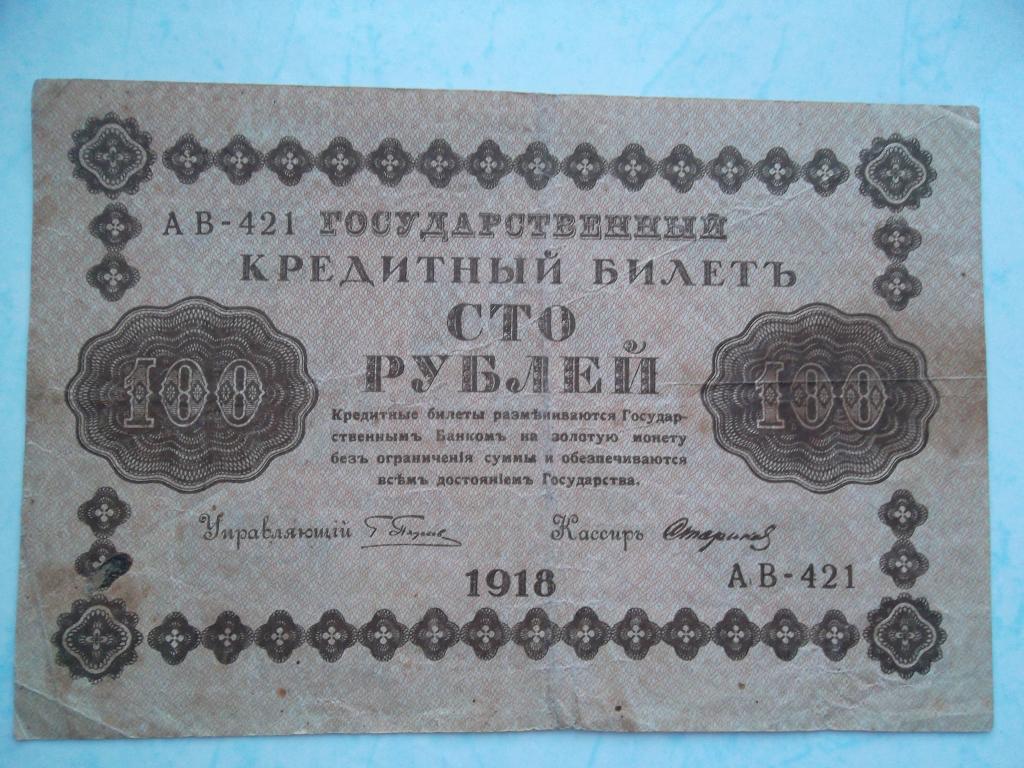 АВ-421 ГОСУДАРСТВЕННЫЙ
КРЕДИТНЫЙ БИЛЕТЪ
СТО
РУБЛЕЙ
100 100
Кредитные билеты размѣниваются Государ-
ственнымъ Банкомъ на золотую монету
безъ ограниченія суммы и обезпечиваются
всѣмъ достояніемъ Государства.
Управляющій Кассиръ
1918 АВ-421